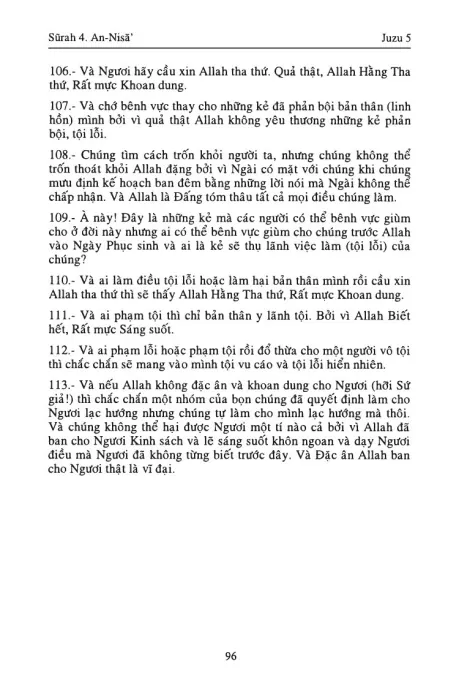 Sūrah 4. An-Nisā' Juzu 5
106.- Và Ngươi hãy cầu xin Allah tha thứ. Quả thật, Allah Hằng Tha
thứ, Rất mực Khoan dung.
107.- Và chớ bênh vực thay cho những kẻ đã phản bội bản thân (linh
hồn) mình bởi vì quả thật Allah không yêu thương những kẻ phản
bội, tội lỗi.
108.- Chúng tìm cách trốn khỏi người ta, nhưng chúng không thể
trốn thoát khỏi Allah đặng bởi vì Ngài có mặt với chúng khi chúng
mưu định kế hoạch ban đêm bằng những lời nói mà Ngài không thể
chấp nhận. Và Allah là Đấng tóm thâu tất cả mọi điều chúng làm.
109.- À này! Đây là những kẻ mà các người có thể bênh vực giùm
cho ở đời này nhưng ai có thể bênh vực giùm cho chúng trước Allah
vào Ngày Phục sinh và ai là kẻ sẽ thụ lãnh việc làm (tội lỗi) của
chúng?
110.- Và ai làm điều tội lỗi hoặc làm hại bản thân mình rồi cầu xin
Allah tha thứ thì sẽ thấy Allah Hằng Tha thứ, Rất mực Khoan dung.
111.- Và ai phạm tội thì chỉ bản thân y lãnh tội. Bởi vì Allah Biết
hết, Rất mực Sáng suốt.
112.- Và ai phạm lỗi hoặc phạm tội rồi đổ thừa cho một người vô tội
thì chắc chắn sẽ mang vào mình tội vu cáo và tội lỗi hiển nhiên.
113.- Và nếu Allah không đặc ân và khoan dung cho Ngươi (hỡi Sứ
giả!) thì chắc chắn một nhóm của bọn chúng đã quyết định làm cho
Ngươi lạc hướng nhưng chúng tự làm cho mình lạc hướng mà thôi.
Và chúng không thể hại được Ngươi một tí nào cả bởi vì Allah đã
ban cho Ngươi Kinh sách và lẽ sáng suốt khôn ngoan và dạy Ngươi
điều mà Ngươi đã không từng biết trước đây. Và Đặc ân Allah ban
cho Ngươi thật là vĩ đại.
96